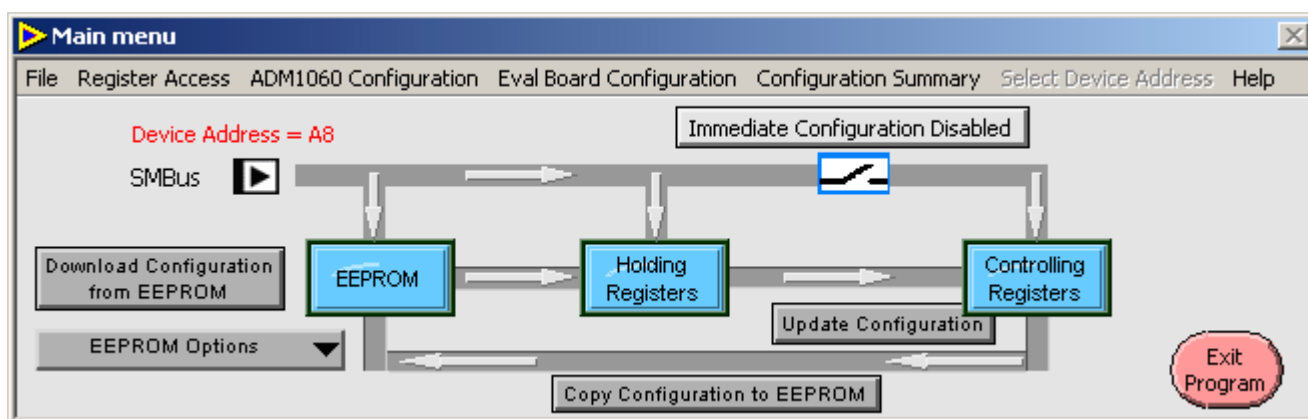 Main menu
File Register Access ADM1060 Configuration Eval Board Configuration Configuration Summary Select Device Address Help
Device Address = A8
Immediate Configuration Disabled
SMBus
Download Configuration
from EEPROM
EEPROM
Holding
Registers
Controlling
Registers
Update Configuration
EEPROM Options
Copy Configuration to EEPROM
Exit
Program